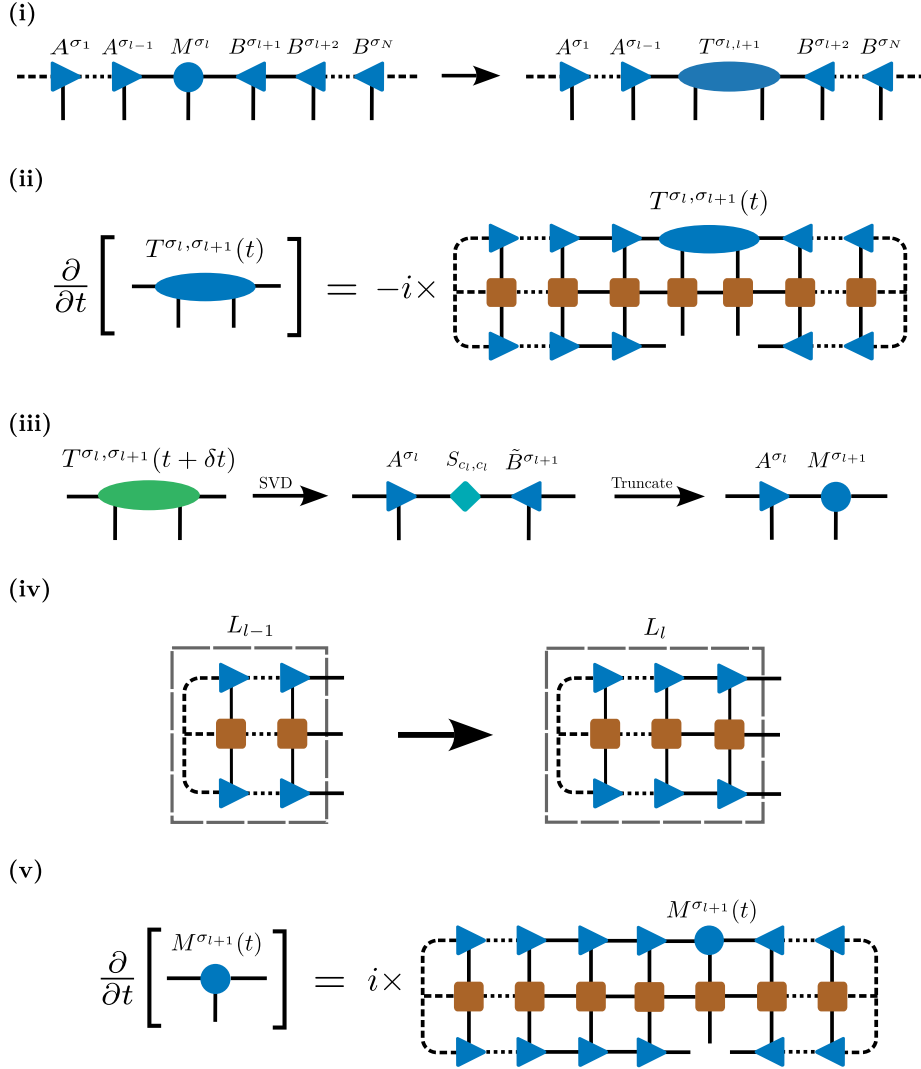 (i)
A^{σ_1} A^{σ_{l−1}} M^{σ_l} B^{σ_{l+1}} B^{σ_{l+2}} B^{σ_N} A^{σ_1} A^{σ_{l−1}} T^{σ_{l,l+1}} B^{σ_{l+2}} B^{σ_N}
(ii)
T^{σ_l,σ_{l+1}}(t)
∂/∂t [ T^{σ_l,σ_{l+1}}(t) ] = −i×
(iii)
T^{σ_l,σ_{l+1}}(t + δt) SVD A^{σ_l} S_{c_l,c_l} B̃^{σ_{l+1}} Truncate A^{σ_l} M^{σ_{l+1}}
(iv)
L_{l−1} L_l
(v)
M^{σ_{l+1}}(t)
∂/∂t [ M^{σ_{l+1}}(t) ] = i×